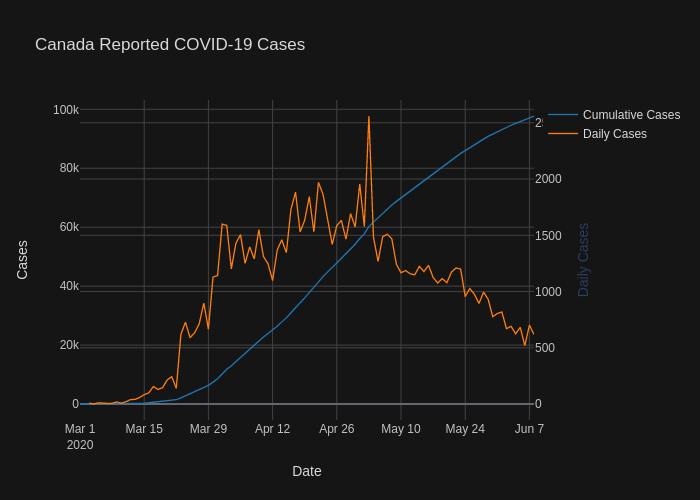 Canada Reported COVID-19 Cases
Cumulative Cases
Daily Cases
100k
80k
60k
40k
20k
0
Cases
2000
1500
1000
500
0
Daily Cases
Mar 1
2020
Mar 15
Mar 29
Apr 12
Apr 26
May 10
May 24
Jun 7
Date